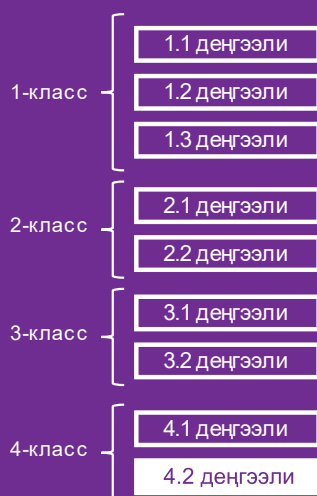 1-класс
1.1 деңгээли
1.2 деңгээли
1.3 деңгээли
2-класс
2.1 деңгээли
2.2 деңгээли
3-класс
3.1 деңгээли
3.2 деңгээли
4-класс
4.1 деңгээли
4.2 деңгээли